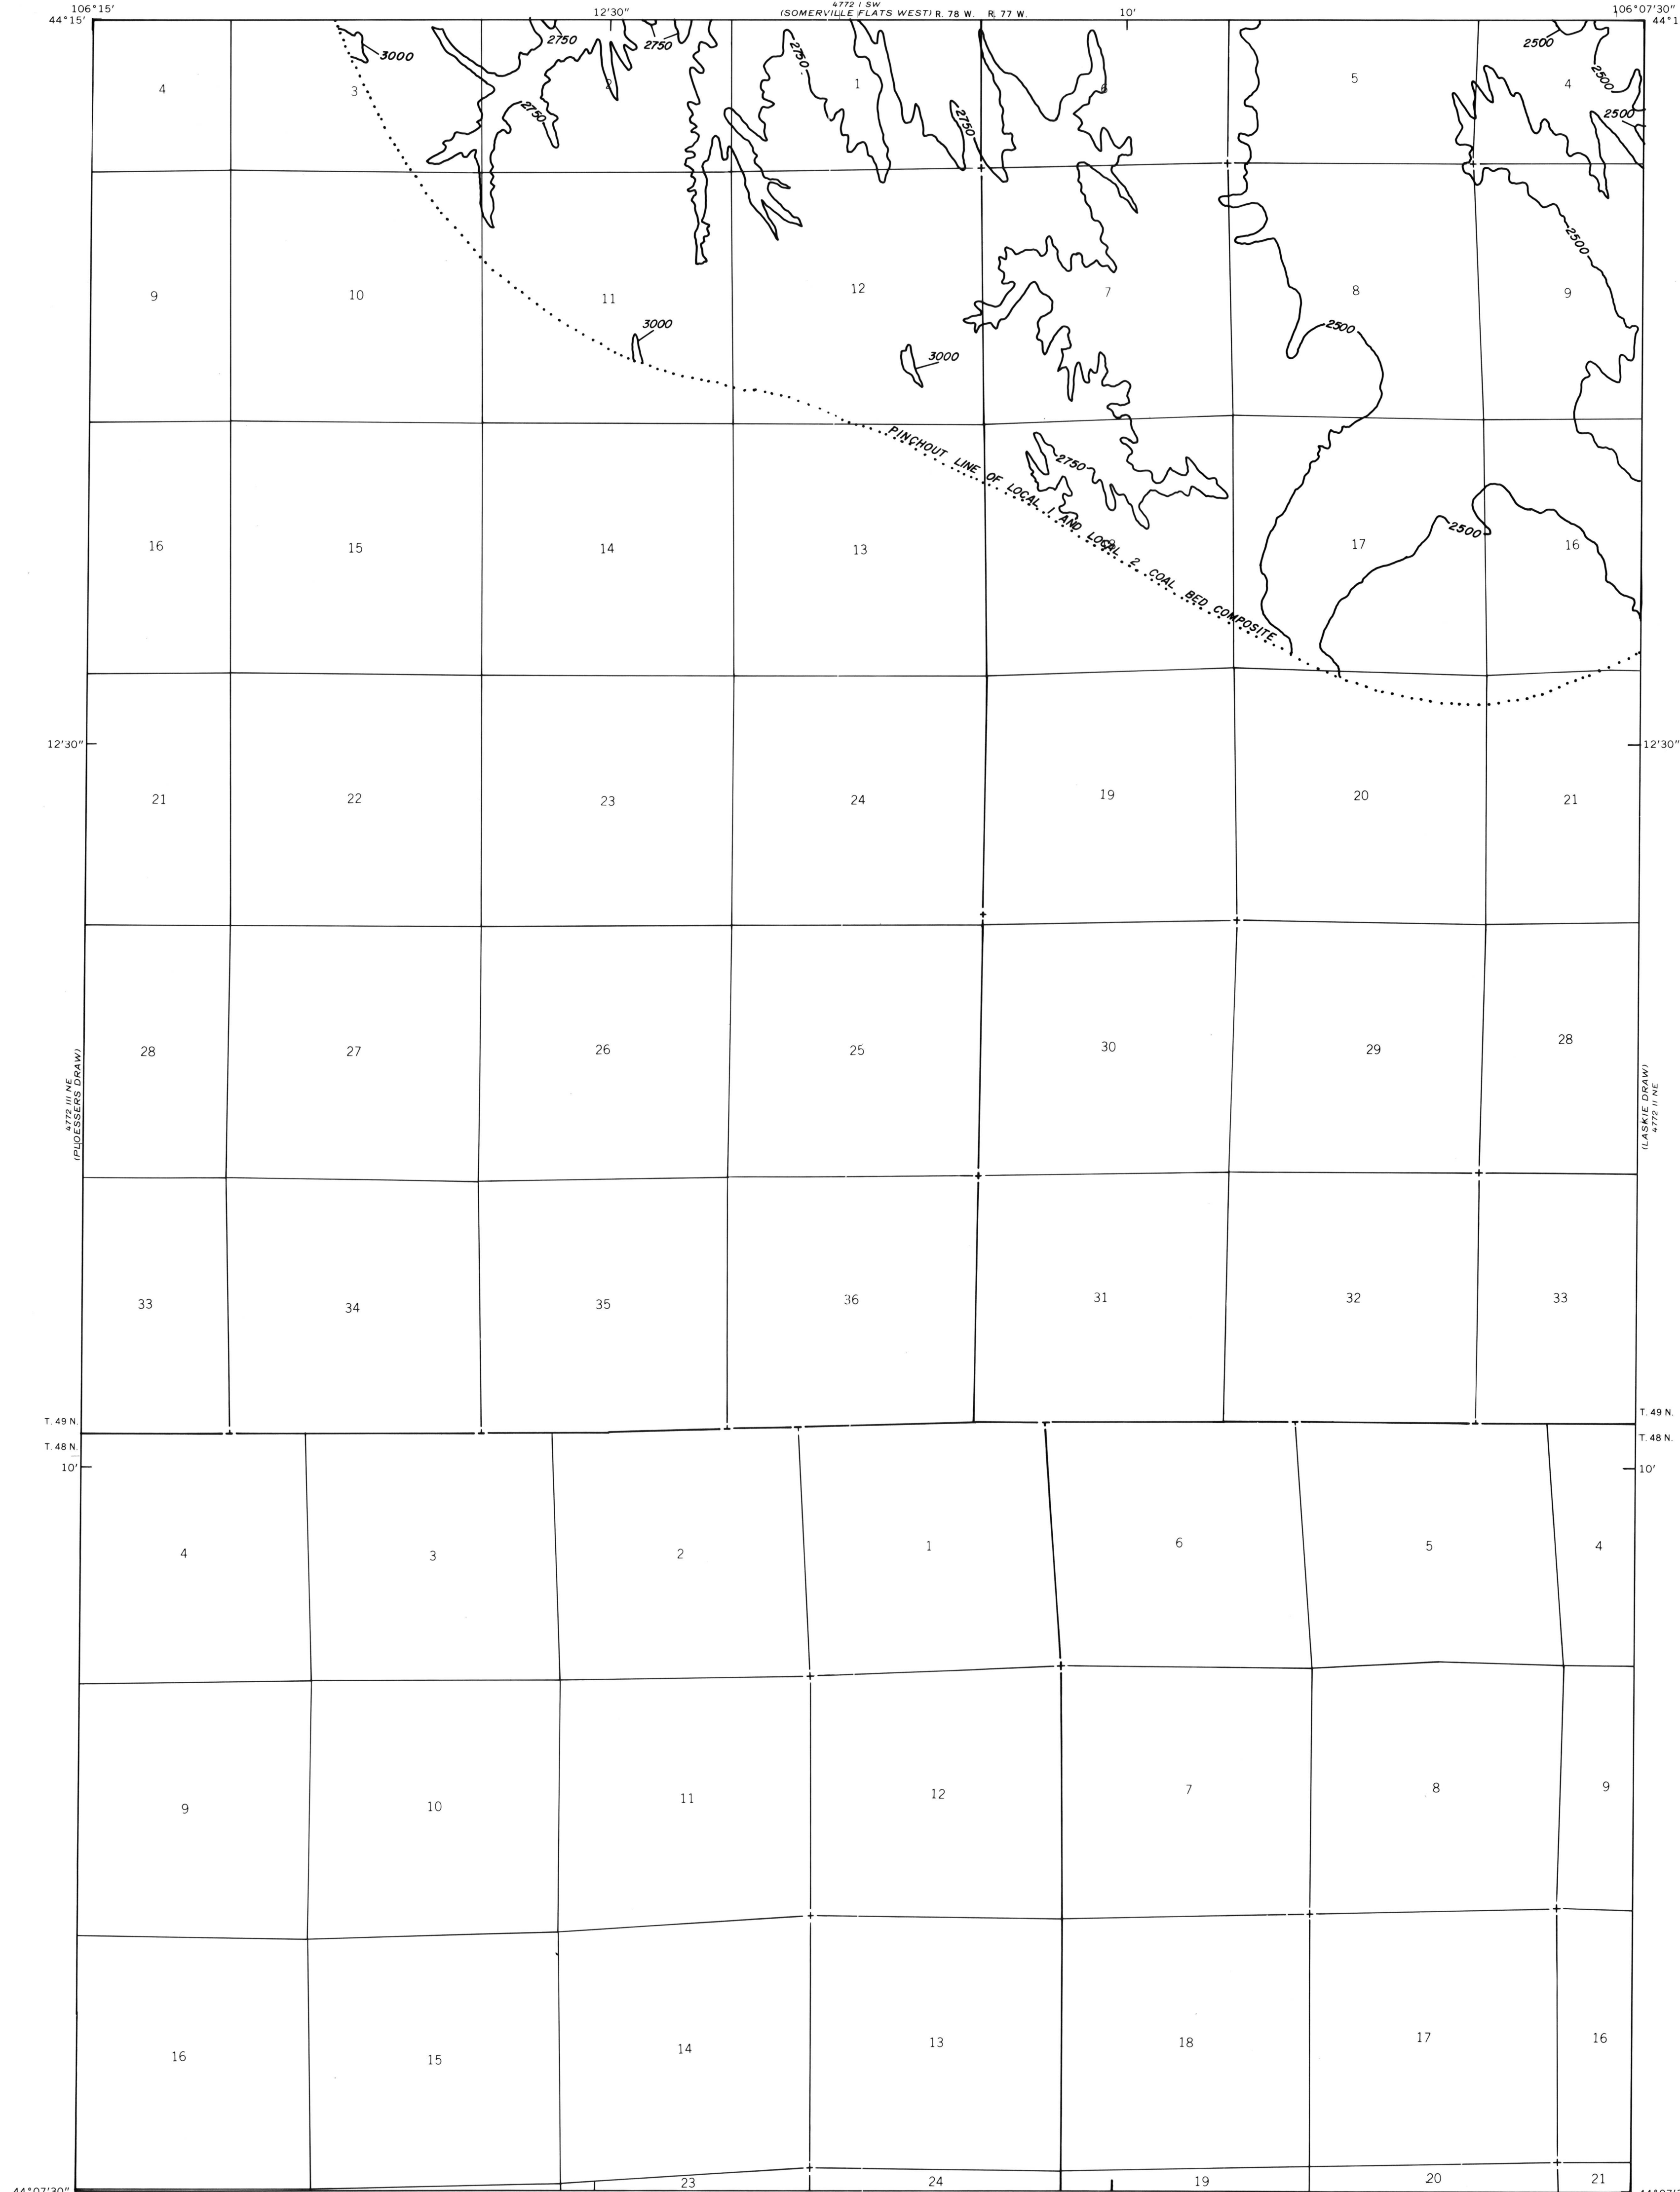 4772 I SW
106°15' 12'30" (SOMERVILLE FLATS WEST) R. 78 W. R. 77 W. 10' 106°07'30"
44°15' 44°1
2750 2750 2750 2500
3000 2500
4 3 2 1 6 5 4
2750 2750 2500
2500
9 10 11 12 7 8 9
3000 2500
3000
PINCHOUT LINE OF LOCAL 1 AND LOCAL 2 COAL BED COMPOSITE
2750
2500
16 15 14 13 17 16
12'30" 12'30"
21 22 23 24 19 20 21
28 27 26 25 30 29 28
4772 III NE
(PLOESSERS DRAW)
(LASKIE DRAW)
4772 II NE
33 34 35 36 31 32 33
T. 49 N. T. 49 N.
T. 48 N. T. 48 N.
10' 10'
4 3 2 1 6 5 4
9 10 11 12 7 8 9
16 15 14 13 18 17 16
23 24 19 20 21
44°07'30"